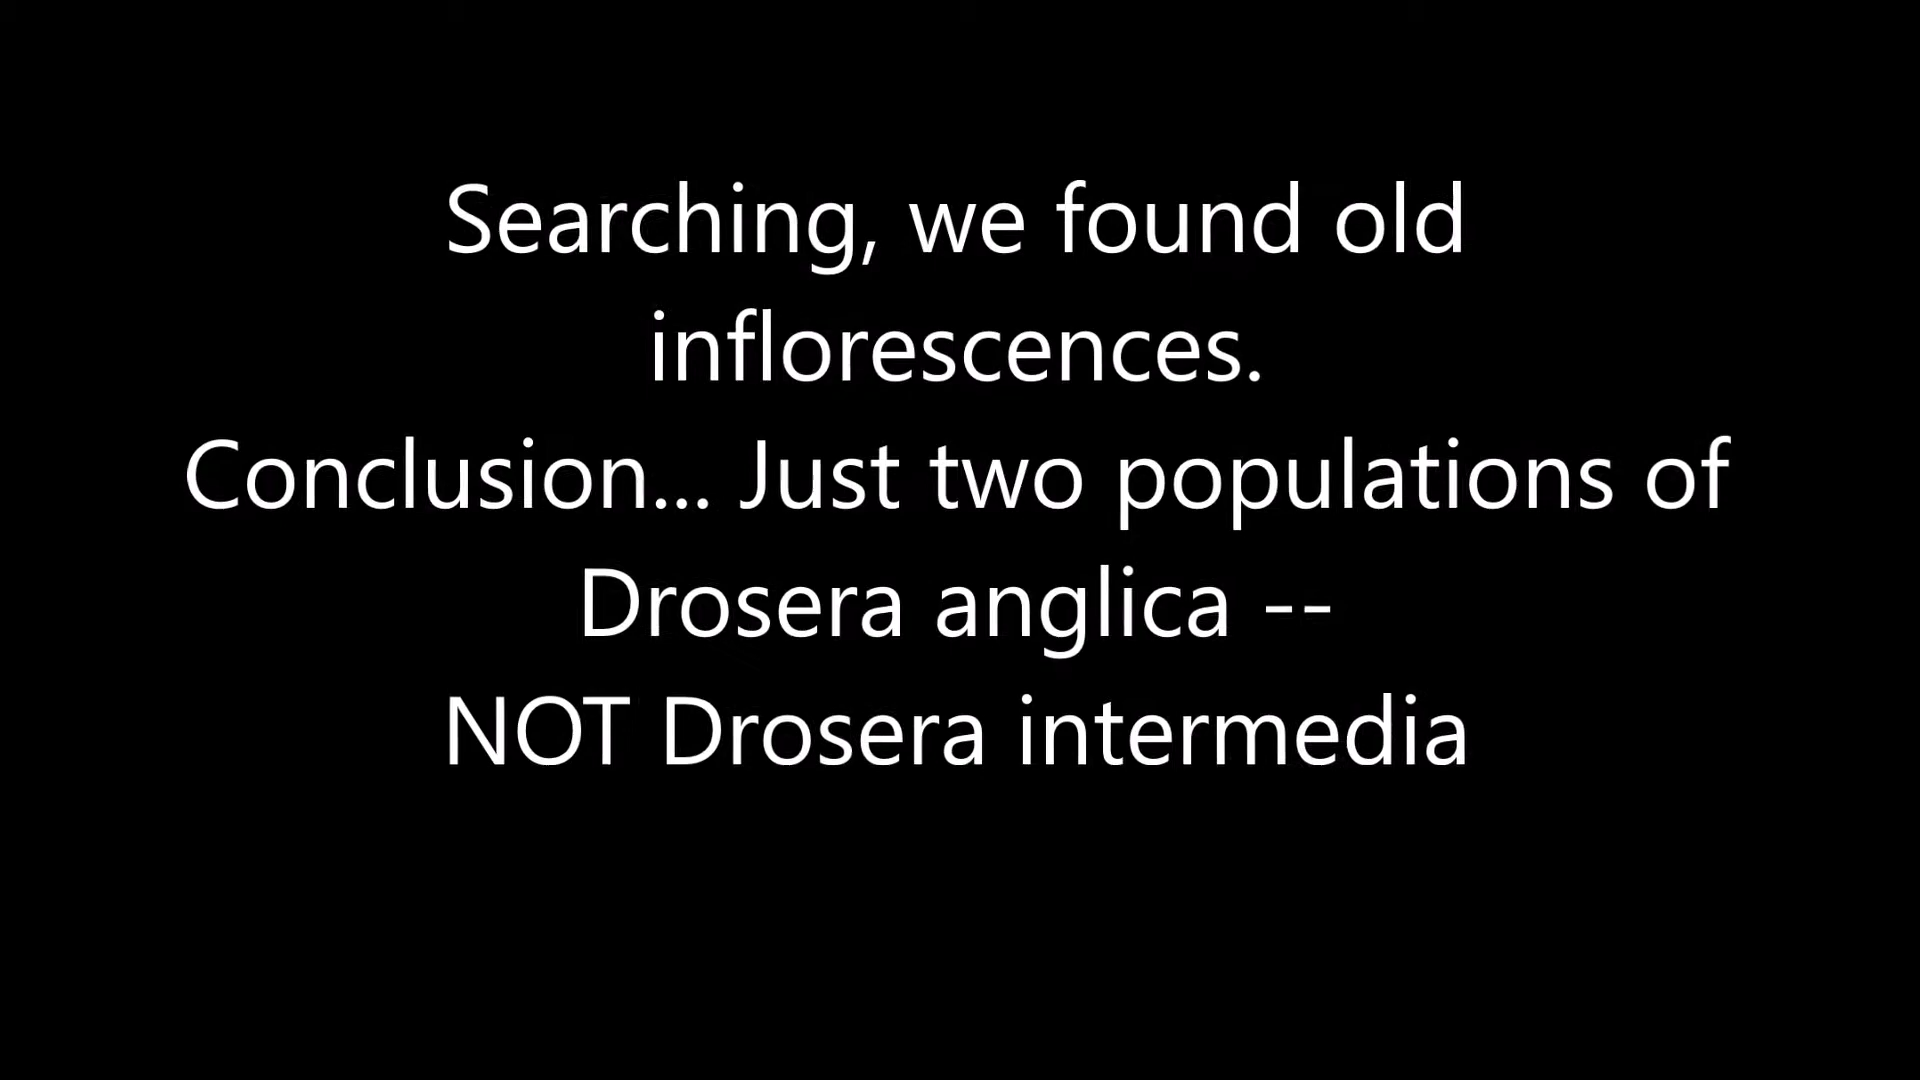 Searching, we found old
inflorescences.
Conclusion... Just two populations of
Drosera anglica --
NOT Drosera intermedia